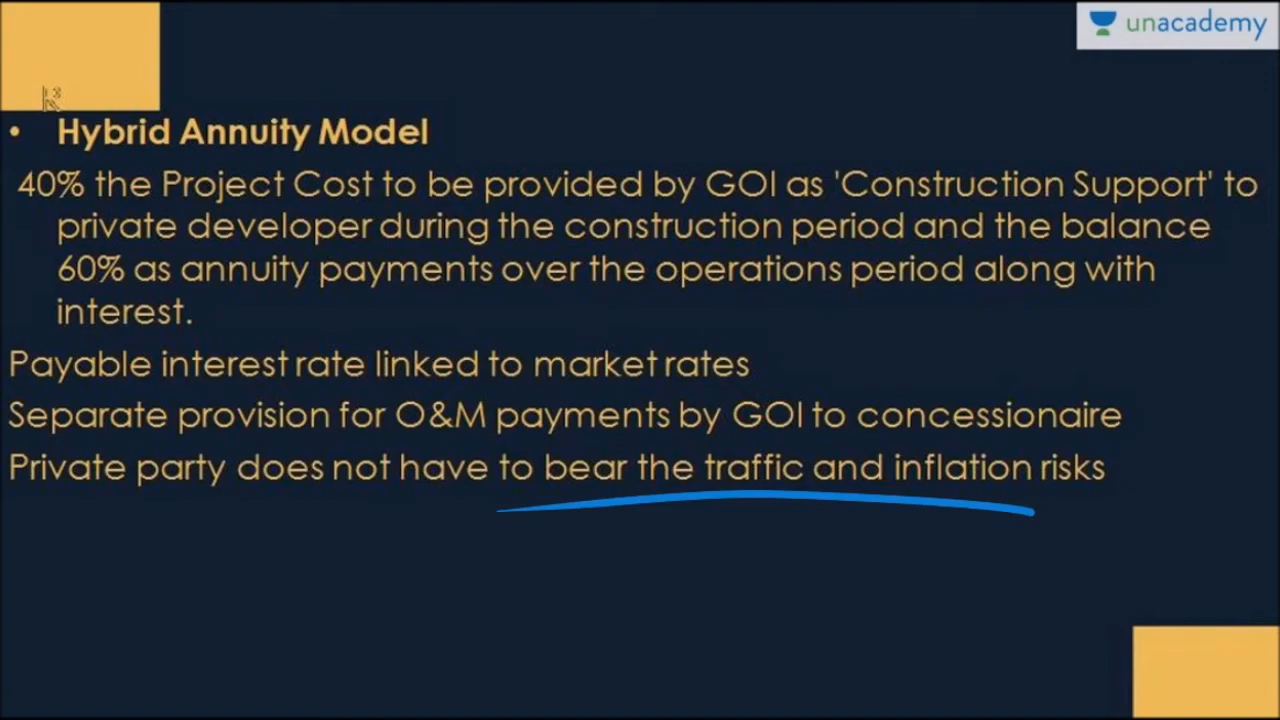 unacademy
• Hybrid Annuity Model
40% the Project Cost to be provided by GOI as 'Construction Support' to
private developer during the construction period and the balance
60% as annuity payments over the operations period along with
interest.
Payable interest rate linked to market rates
Separate provision for O&M payments by GOI to concessionaire
Private party does not have to bear the traffic and inflation risks